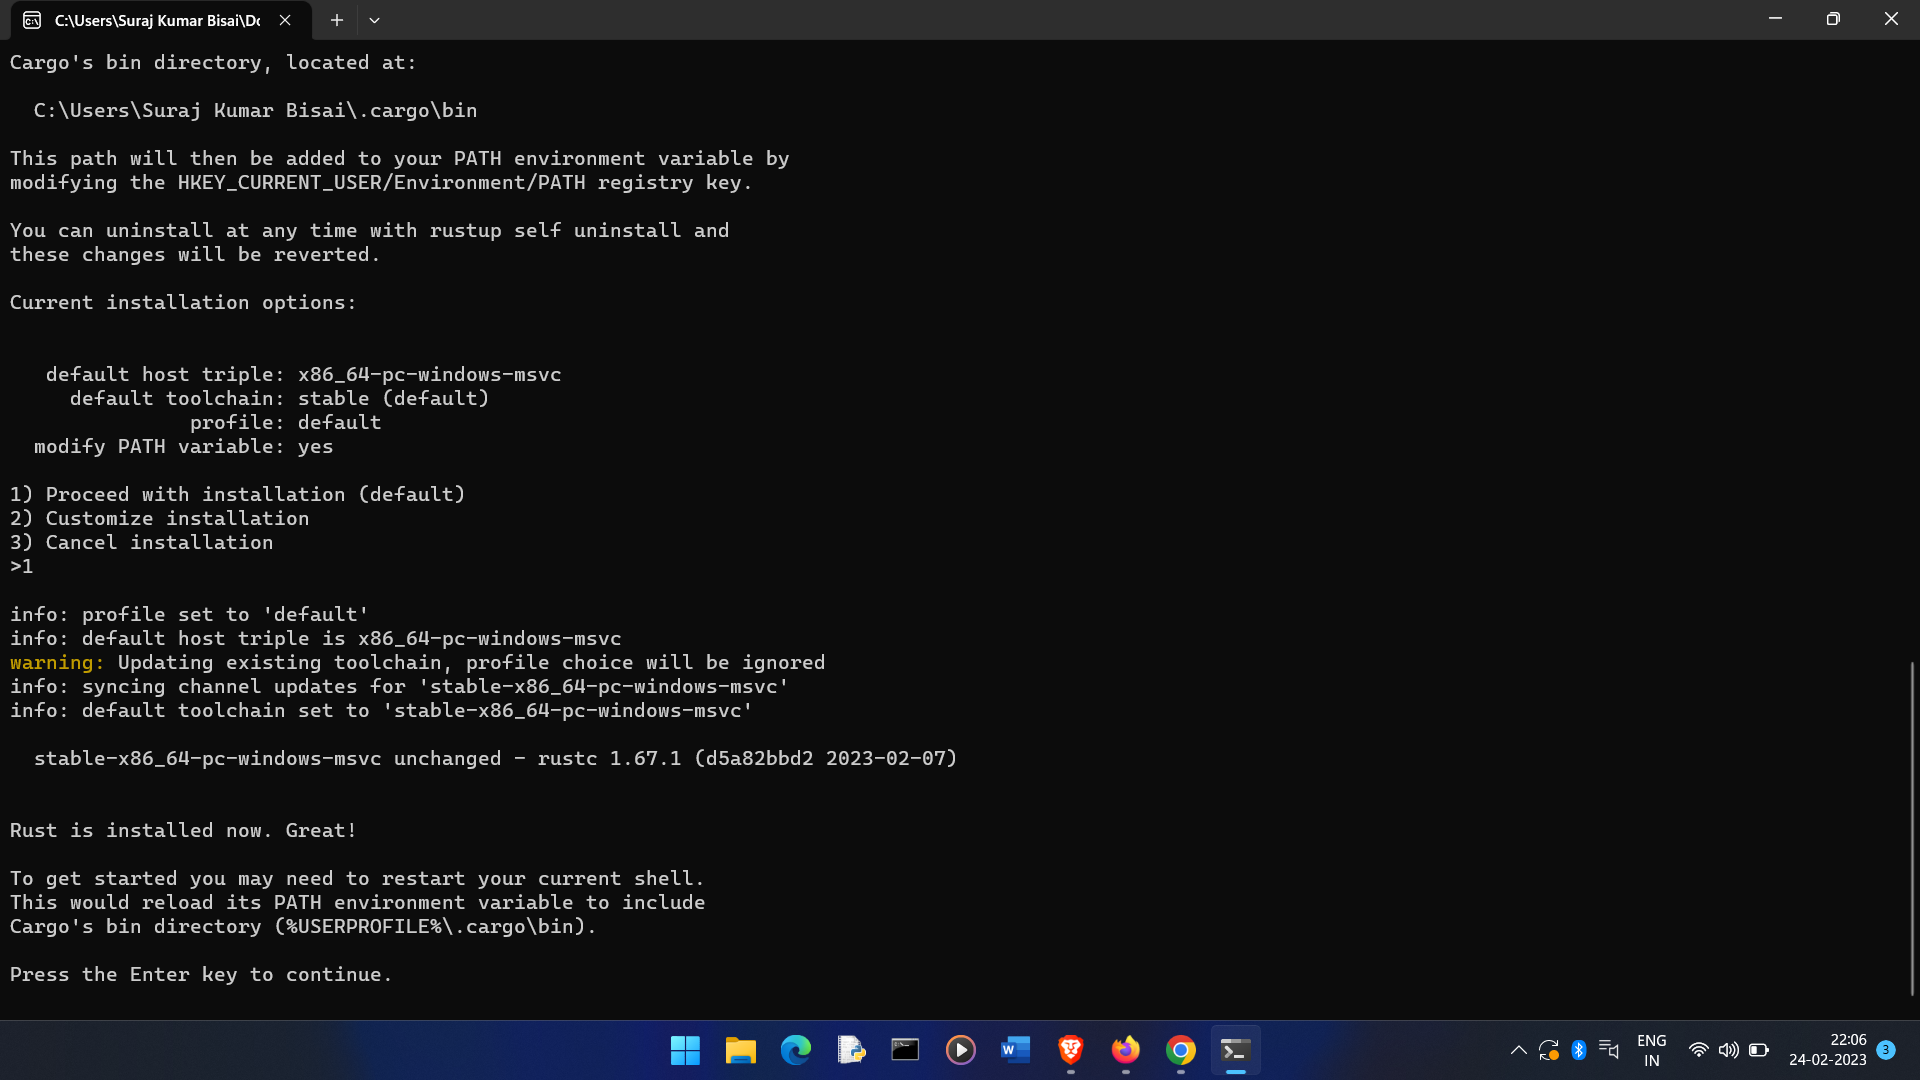 C:\Users\Suraj Kumar Bisai\Do
Cargo's bin directory, located at:
C:\Users\Suraj Kumar Bisai\.cargo\bin
This path will then be added to your PATH environment variable by
modifying the HKEY_CURRENT_USER/Environment/PATH registry key.
You can uninstall at any time with rustup self uninstall and
these changes will be reverted.
Current installation options:
default host triple: x86_64-pc-windows-msvc
default toolchain: stable (default)
profile: default
modify PATH variable: yes
1) Proceed with installation (default)
2) Customize installation
3) Cancel installation
>1
info: profile set to 'default'
info: default host triple is x86_64-pc-windows-msvc
warning: Updating existing toolchain, profile choice will be ignored
info: syncing channel updates for 'stable-x86_64-pc-windows-msvc'
info: default toolchain set to 'stable-x86_64-pc-windows-msvc'
stable-x86_64-pc-windows-msvc unchanged - rustc 1.67.1 (d5a82bbd2 2023-02-07)
Rust is installed now. Great!
To get started you may need to restart your current shell.
This would reload its PATH environment variable to include
Cargo's bin directory (%USERPROFILE%\.cargo\bin).
Press the Enter key to continue.
ENG
IN
22:06
24-02-2023
3